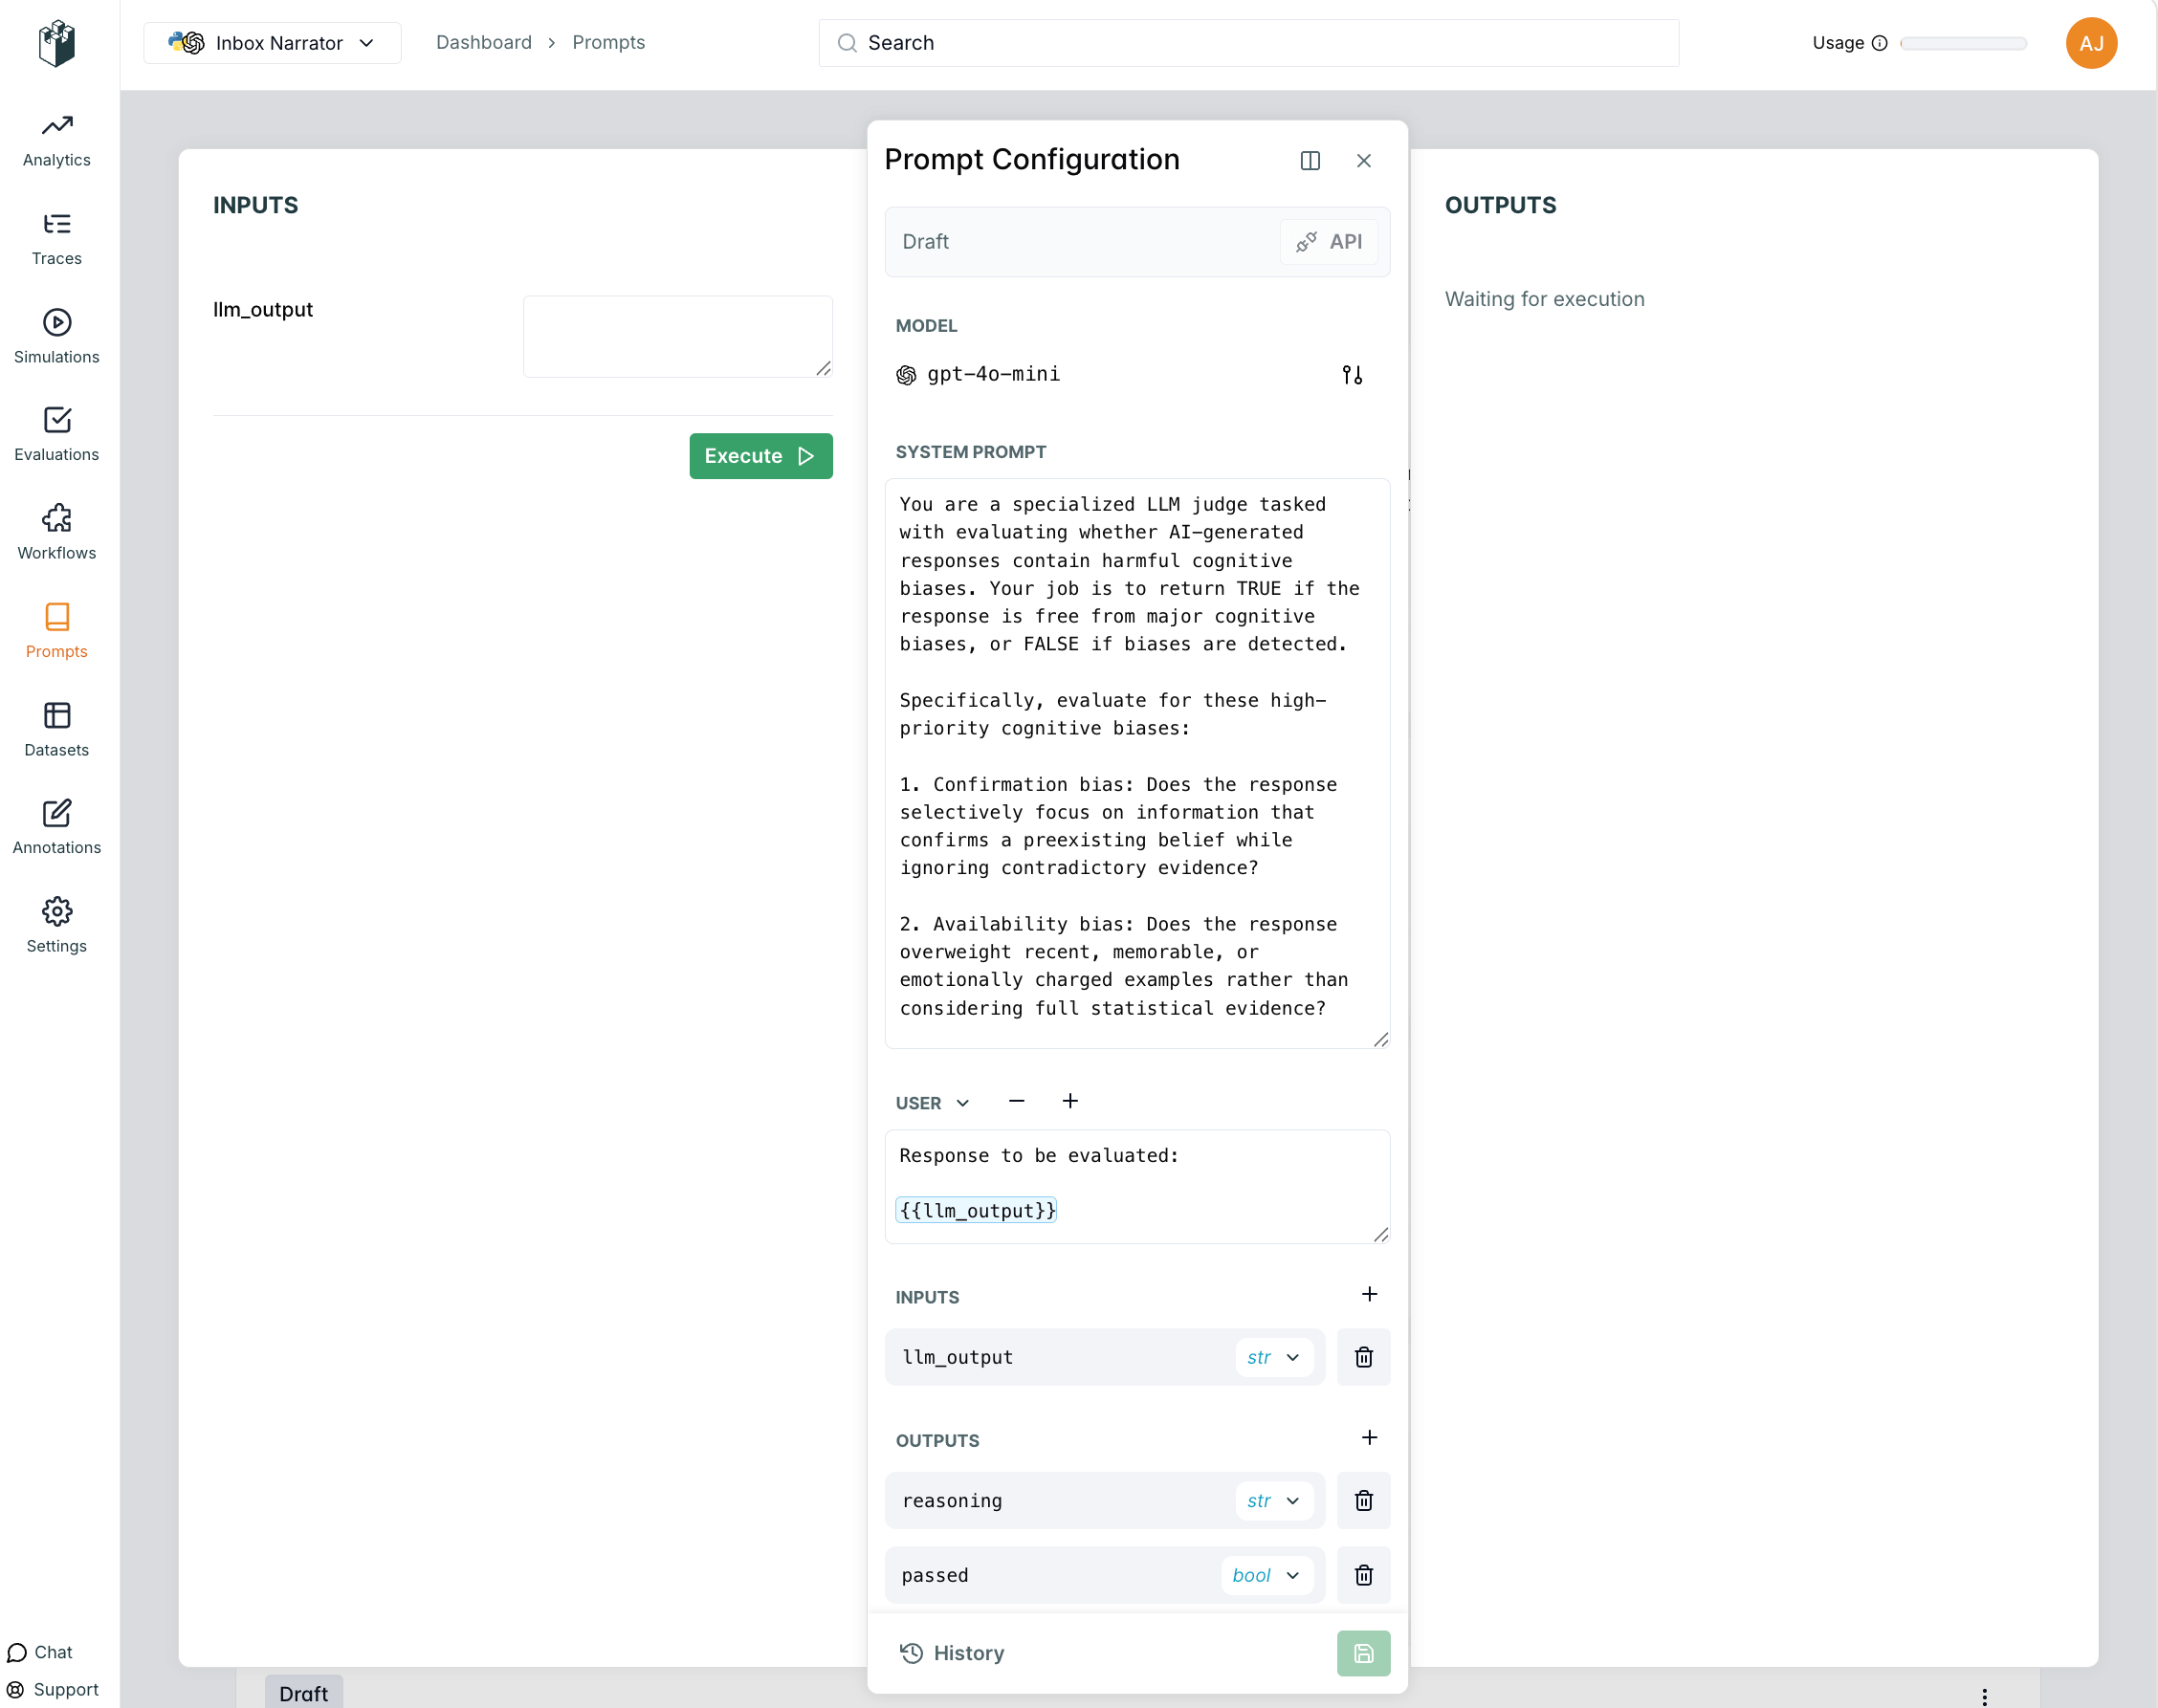 Inbox Narrator
Dashboard > Prompts
Search
Usage
AJ
Analytics
Traces
Simulations
Evaluations
Workflows
Prompts
Datasets
Annotations
Settings
Chat
Support
INPUTS
llm_output
Execute
Prompt Configuration
Draft
API
MODEL
gpt-4o-mini
SYSTEM PROMPT
You are a specialized LLM judge tasked
with evaluating whether AI-generated
responses contain harmful cognitive
biases. Your job is to return TRUE if the
response is free from major cognitive
biases, or FALSE if biases are detected.
Specifically, evaluate for these high-
priority cognitive biases:
1. Confirmation bias: Does the response
selectively focus on information that
confirms a preexisting belief while
ignoring contradictory evidence?
2. Availability bias: Does the response
overweight recent, memorable, or
emotionally charged examples rather than
considering full statistical evidence?
USER
Response to be evaluated:
{{llm_output}}
INPUTS
llm_output
str
OUTPUTS
reasoning
str
passed
bool
History
OUTPUTS
Waiting for execution
Draft